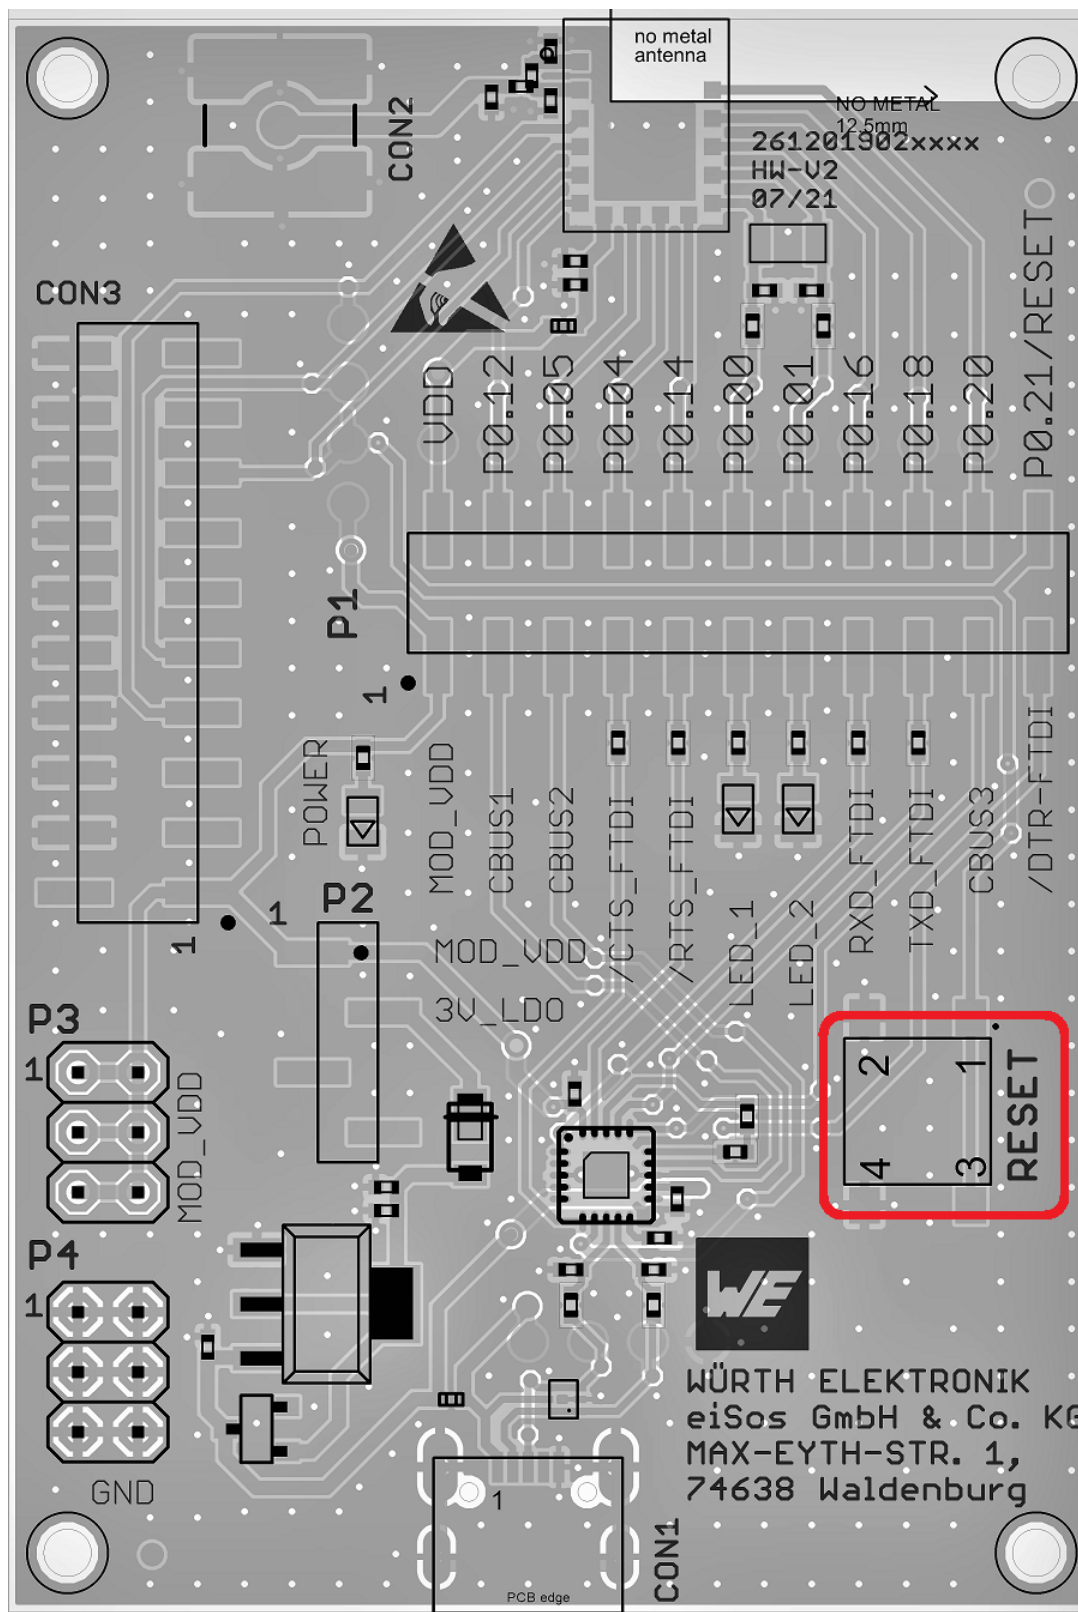 no metal
antenna
NO METAL
12.5mm
261201902xxxx
HW-V2
07/21
CON2
CON3
VDD
P0.12
P0.05
P0.04
P0.14
P0.00
P0.01
P0.16
P0.18
P0.20
P0.21/RESET
P1
1
POWER
MOD_VDD
CBUS1
CBUS2
/CTS_FTDI
/RTS_FTDI
LED_1
LED_2
RXD_FTDI
TXD_FTDI
CBUS3
/DTR-FTDI
1
P2
1
MOD_VDD
3V_LDO
P3
1
MOD_VDD
2
1
4
3
RESET
P4
1
GND
WE
WÜRTH ELEKTRONIK
eiSos GmbH & Co. KG
MAX-EYTH-STR. 1,
74638 Waldenburg
1
CON1
PCB edge